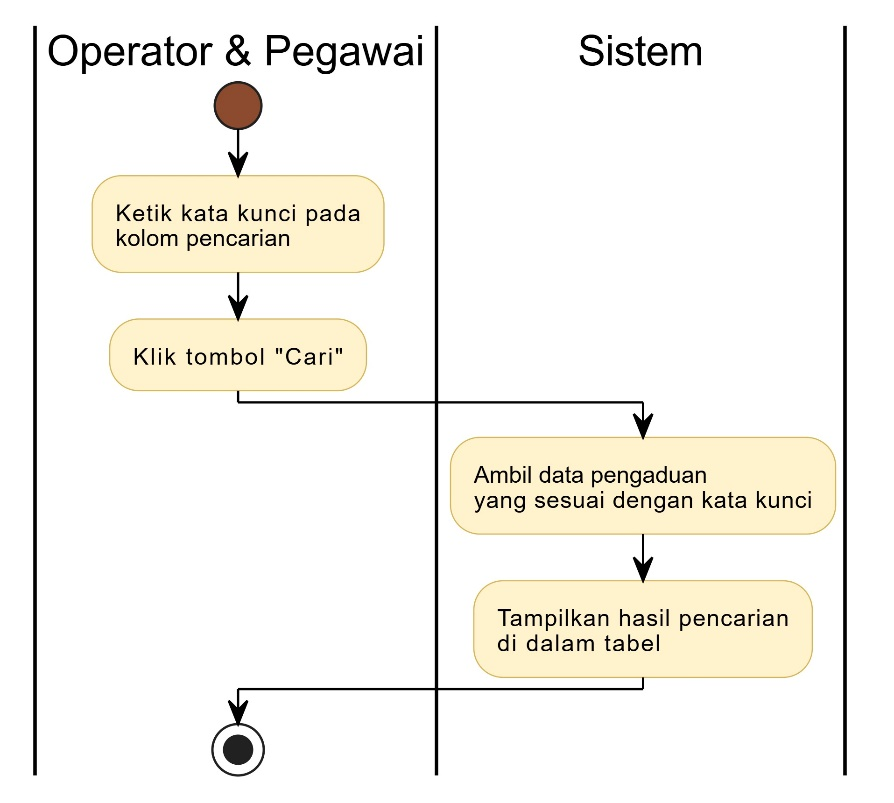 Operator & Pegawai
Sistem
Ketik kata kunci pada
kolom pencarian
Klik tombol "Cari"
Ambil data pengaduan
yang sesuai dengan kata kunci
Tampilkan hasil pencarian
di dalam tabel